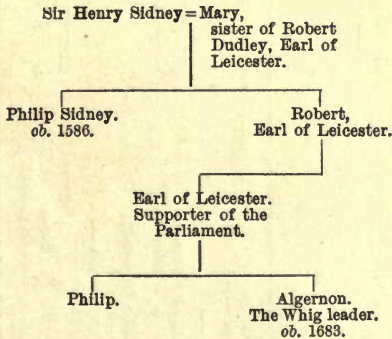 Sir Henry Sidney=Mary,
sister of Robert
Dudley, Earl of
Leicester.
Philip Sidney.
ob. 1586.
Robert,
Earl of Leicester.
Earl of Leicester.
Supporter of the
Parliament.
Philip.
Algernon.
The Whig leader.
ob. 1683.